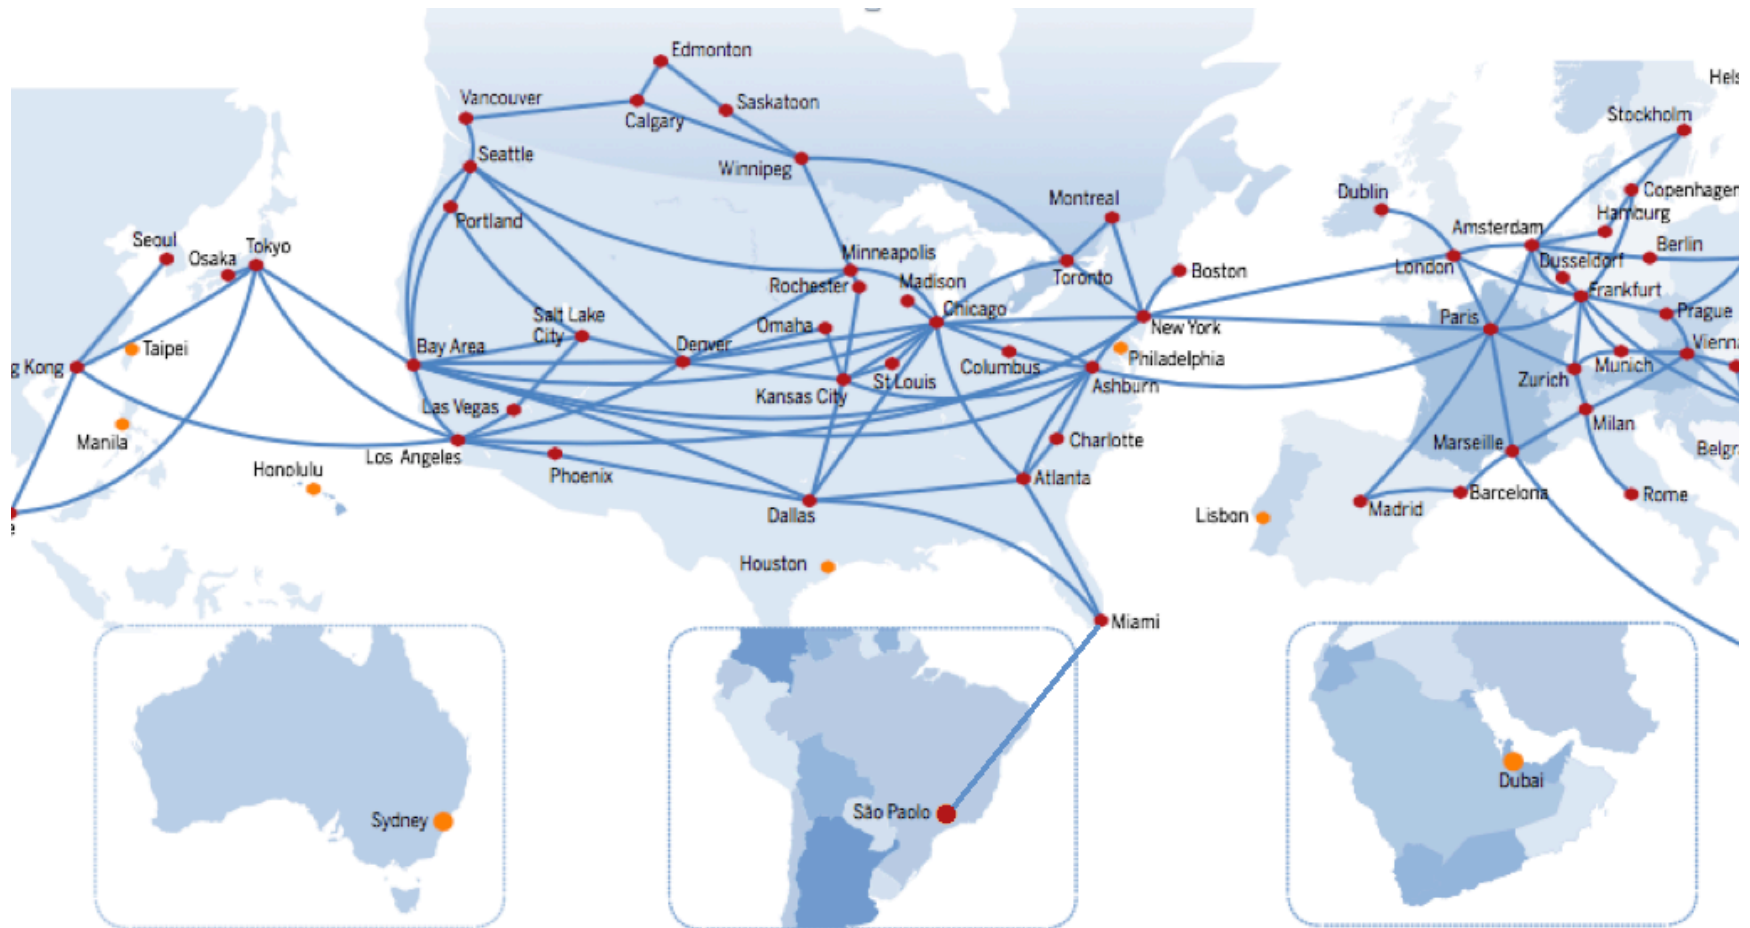 Edmonton
Vancouver
Saskatoon
Calgary
Seattle
Winnipeg
Portland
Montreal
Seoul
Tokyo
Osaka
Minneapolis
Rochester
Madison
Toronto
Boston
Salt Lake
City
Omaha
Chicago
New York
Taipei
Bay Area
Denver
Philadelphia
g Kong
St Louis
Columbus
Ashburn
Kansas City
Las Vegas
Manila
Charlotte
Los Angeles
Honolulu
Phoenix
Atlanta
Dallas
e
Houston
Miami
Hels
Stockholm
Dublin
Copenhagen
Hamburg
Amsterdam
Berlin
London
Dusseldorf
Frankfurt
Paris
Prague
Vienna
Zurich
Munich
Milan
Marseille
Belgra
Barcelona
Rome
Madrid
Lisbon
Sydney
São Paolo
Dubai